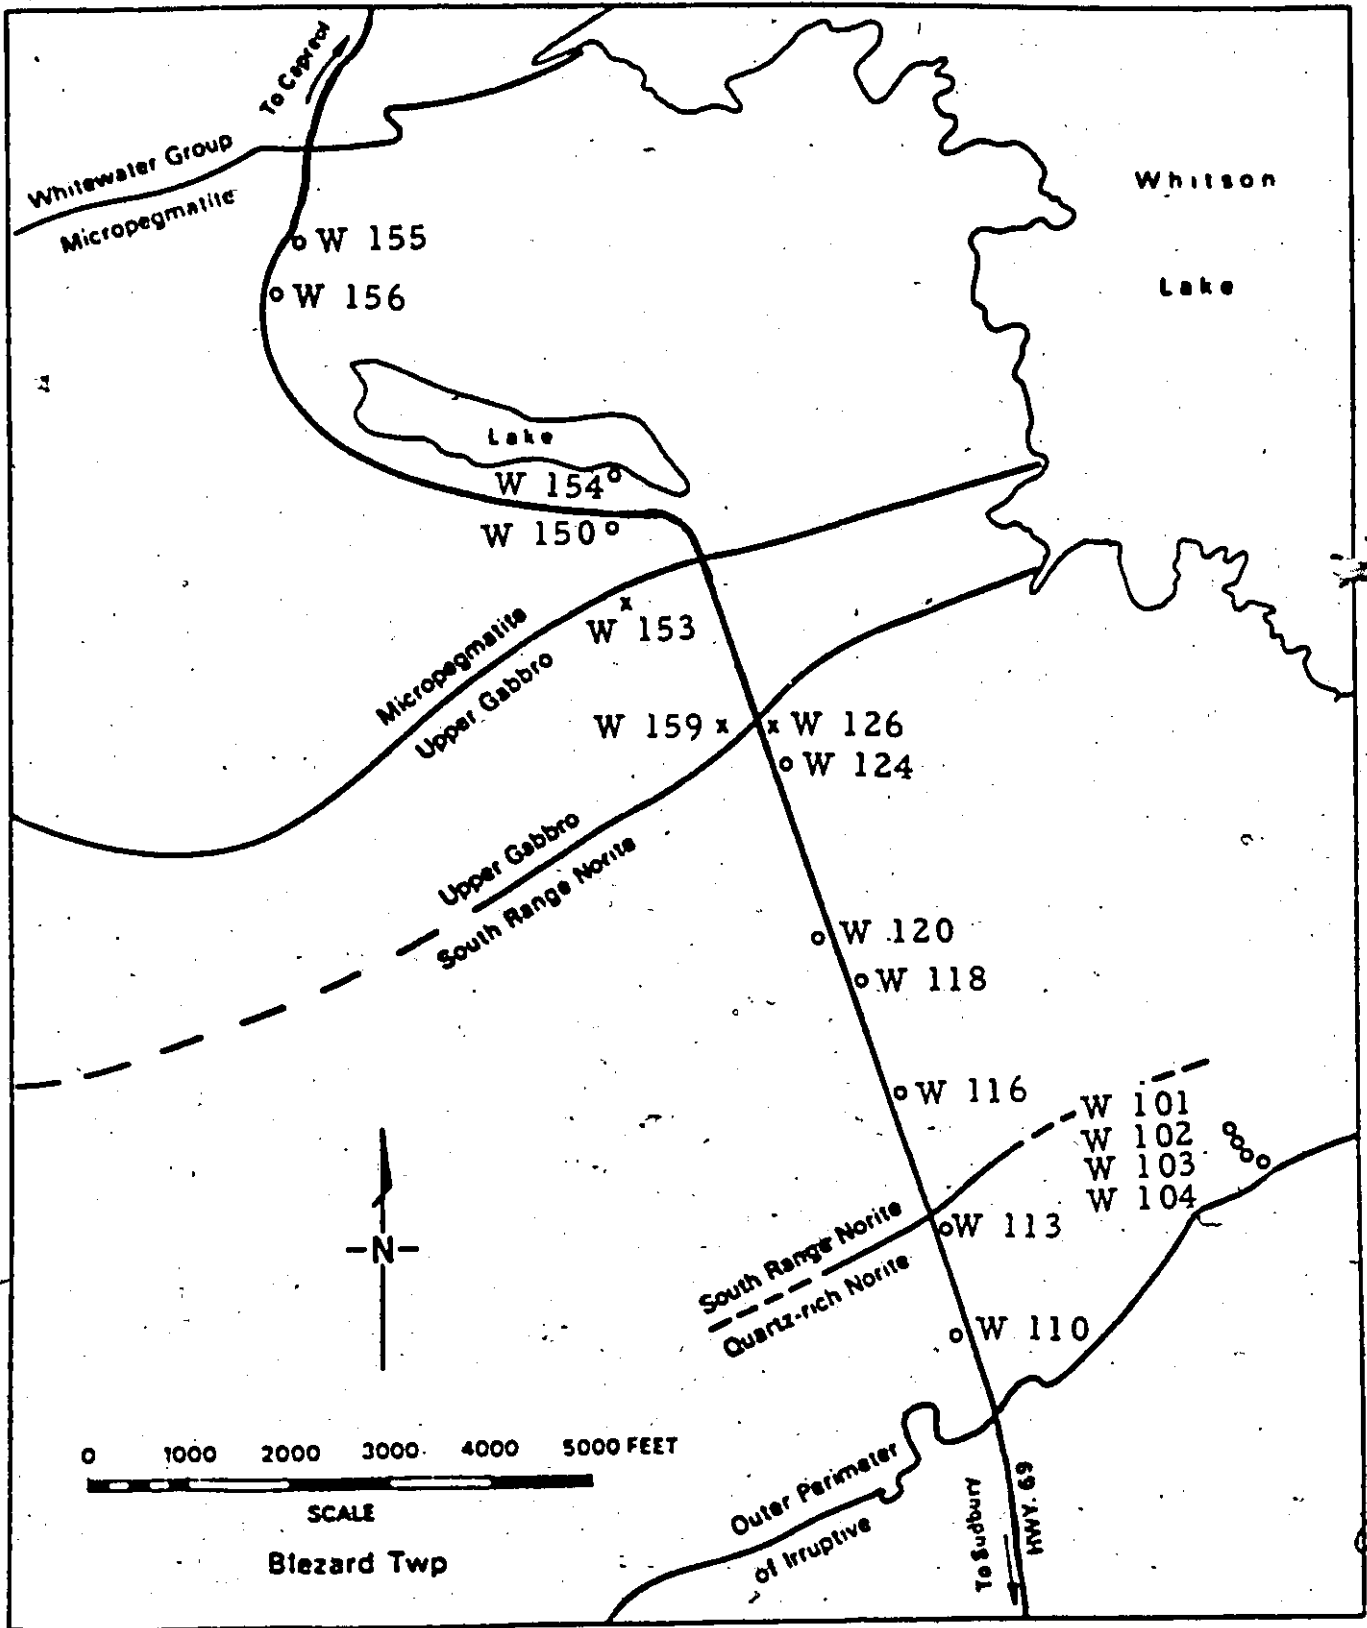 To Capreol
Whitewater Group
Micropegmatite
Whitson
Lake
W 155
W 156
Lake
W 154
W 150
W 153
Micropegmatite
Upper Gabbro
W 159
W 126
W 124
Upper Gabbro
South Range Norite
W 120
W 118
W 116
W 101
W 102
W 103
W 104
South Range Norite
W 113
Quartz-rich Norite
W 110
N
0 1000 2000 3000 4000 5000 FEET
SCALE
Blezard Twp
Outer Perimeter
of Irruptive
To Sudbury
HWY. 69